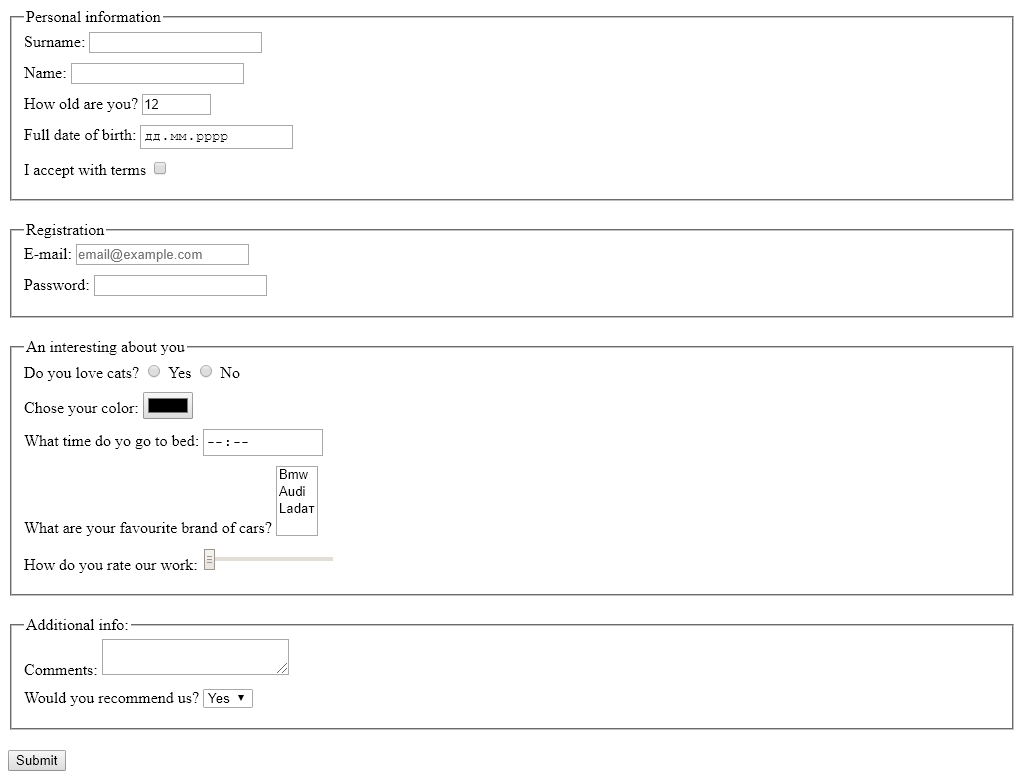 Personal information
Surname:
Name:
How old are you? 12
Full date of birth: дд.мм.рррр
I accept with terms
Registration
E-mail: email@example.com
Password:
An interesting about you
Do you love cats? Yes No
Chose your color:
What time do yo go to bed: --:--
Bmw
Audi
Ladaт
What are your favourite brand of cars?
How do you rate our work:
Additional info:
Comments:
Would you recommend us? Yes
Submit